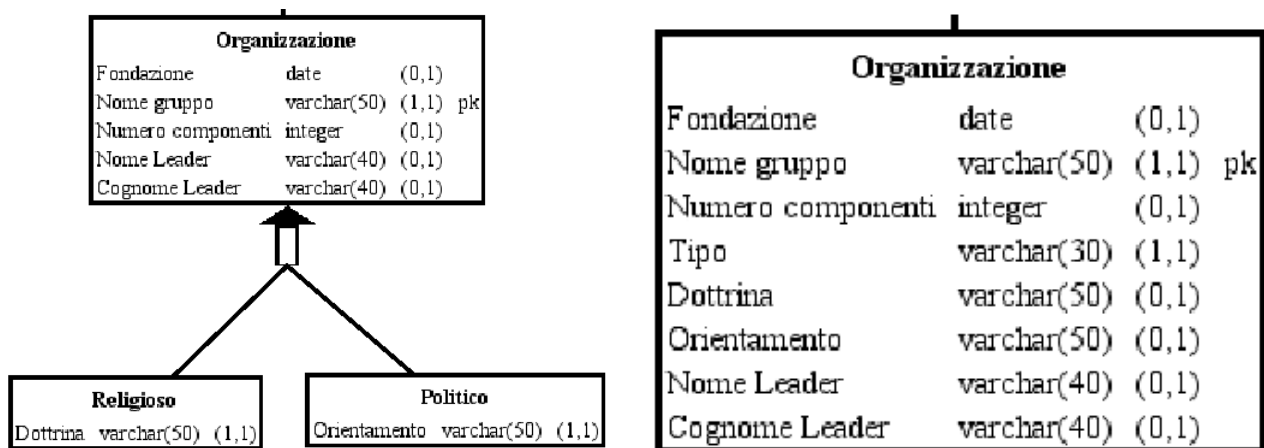 Organizzazione
Fondazione date (0,1)
Nome gruppo varchar(50) (1,1) pk
Numero componenti integer (0,1)
Nome Leader varchar(40) (0,1)
Cognome Leader varchar(40) (0,1)
Religioso
Dottrina varchar(50) (1,1)
Politico
Orientamento varchar(50) (1,1)
Organizzazione
Fondazione date (0,1)
Nome gruppo varchar(50) (1,1) pk
Numero componenti integer (0,1)
Tipo varchar(30) (1,1)
Dottrina varchar(50) (0,1)
Orientamento varchar(50) (0,1)
Nome Leader varchar(40) (0,1)
Cognome Leader varchar(40) (0,1)